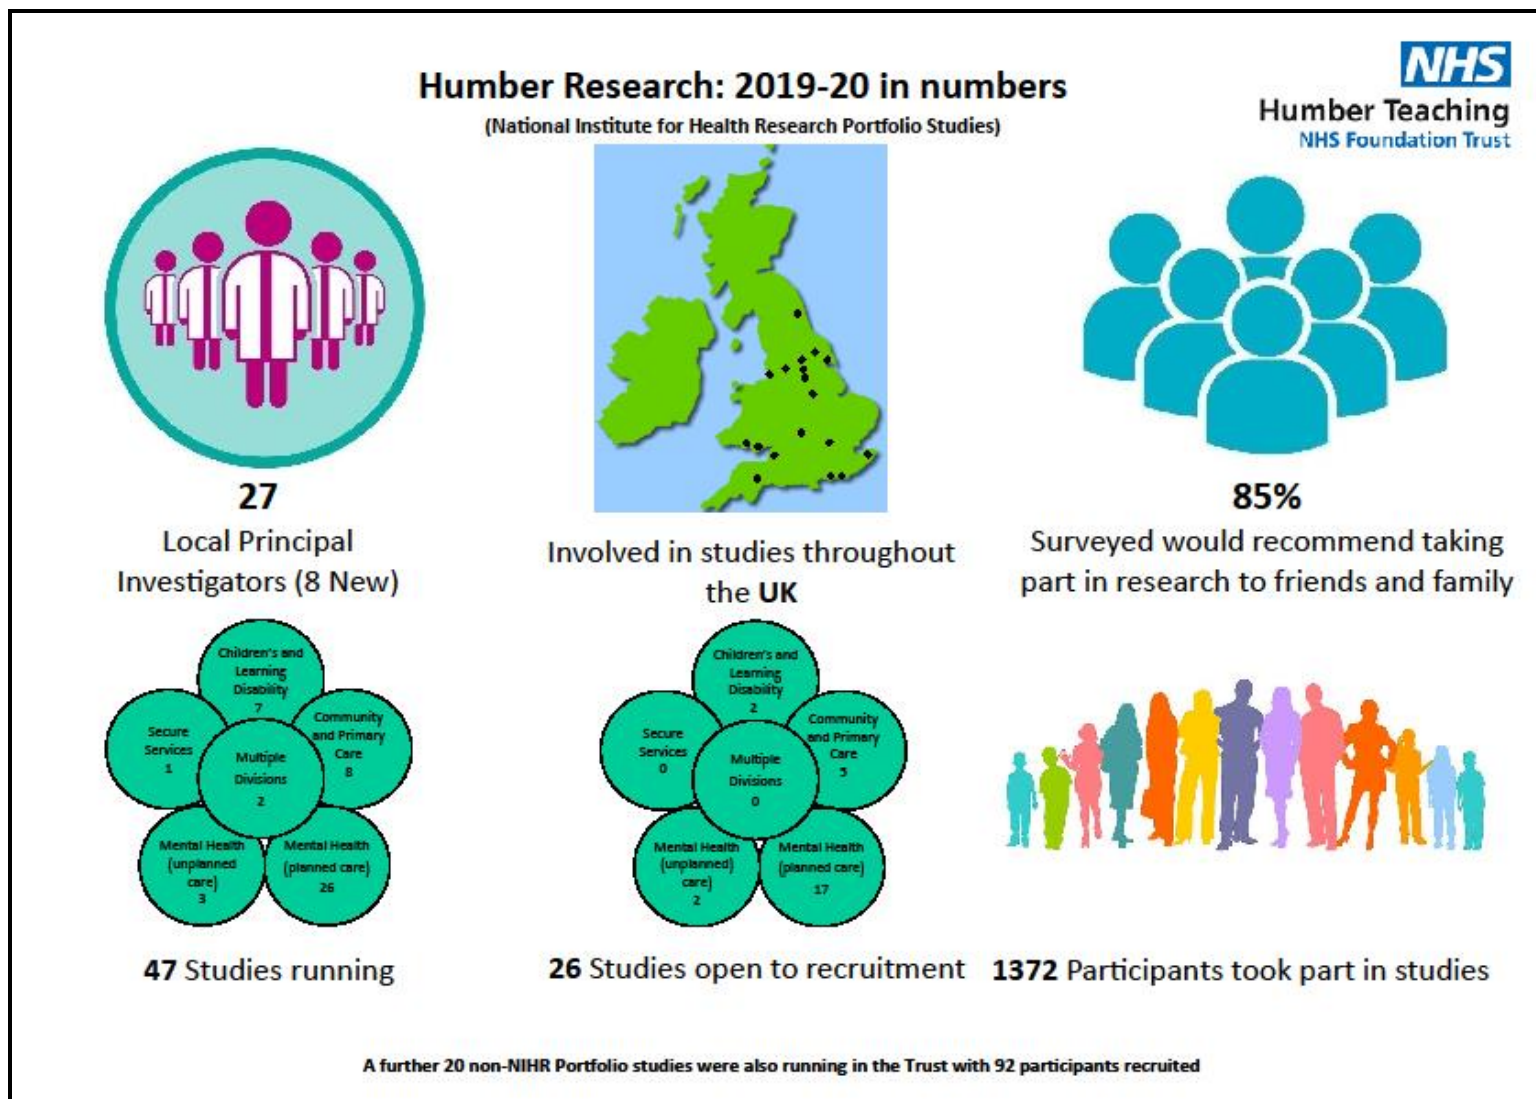 Humber Research: 2019-20 in numbers
(National Institute for Health Research Portfolio Studies)
NHS
Humber Teaching
NHS Foundation Trust
27
Local Principal
Investigators (8 New)
Involved in studies throughout
the UK
85%
Surveyed would recommend taking
part in research to friends and family
Children's and
Learning
Disability
7
Community
and Primary
Care
8
Secure
Services
1
Multiple
Divisions
2
Mental Health
(unplanned
care)
3
Mental Health
(planned care)
26
47 Studies running
Children's and
Learning
Disability
2
Community
and Primary
Care
5
Secure
Services
0
Multiple
Divisions
0
Mental Health
(unplanned)
care)
2
Mental Health
(planned care)
17
26 Studies open to recruitment
1372 Participants took part in studies
A further 20 non-NIHR Portfolio studies were also running in the Trust with 92 participants recruited